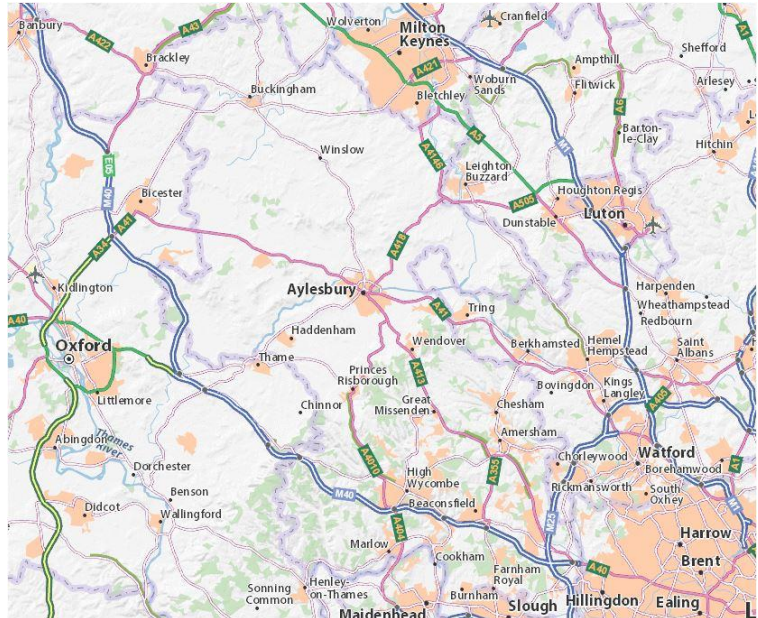 Banbury
A422
A43
Brackley
Wolverton
Milton
Keynes
Cranfield
A1
Shefford
Ampthill
Flitwick
Arlesey
A421
Woburn
Sands
Bletchley
Buckingham
A6
Barton-
le-Clay
Hitchin
A5
M1
Winslow
A4146
Leighton
Buzzard
E05
M40
Bicester
A41
A34
Houghton Regis
A505
Luton
Dunstable
A418
Kidlington
Aylesbury
A41
Tring
Harpenden
Wheathampstead
Redbourn
A40
Oxford
Haddenham
Wendover
Berkhamsted
Hemel
Hempstead
Saint
Albans
Thame
Princes
Risborough
A413
Bovingdon
Kings
Langley
A405
Littlemore
Chinnor
Great
Missenden
Chesham
Amersham
Abingdon
Thames
river
A4010
A355
Chorleywood
Watford
Borehamwood
A1
Dorchester
High
Wycombe
Rickmansworth
South
Oxhey
M1
Benson
M40
Beaconsfield
Didcot
Wallingford
A404
M25
Harrow
Marlow
Cookham
A40
Brent
Farnham
Royal
Sonning
Common
Henley-
on-Thames
Burnham
Maidenhead
Slough
Hillingdon
Ealing